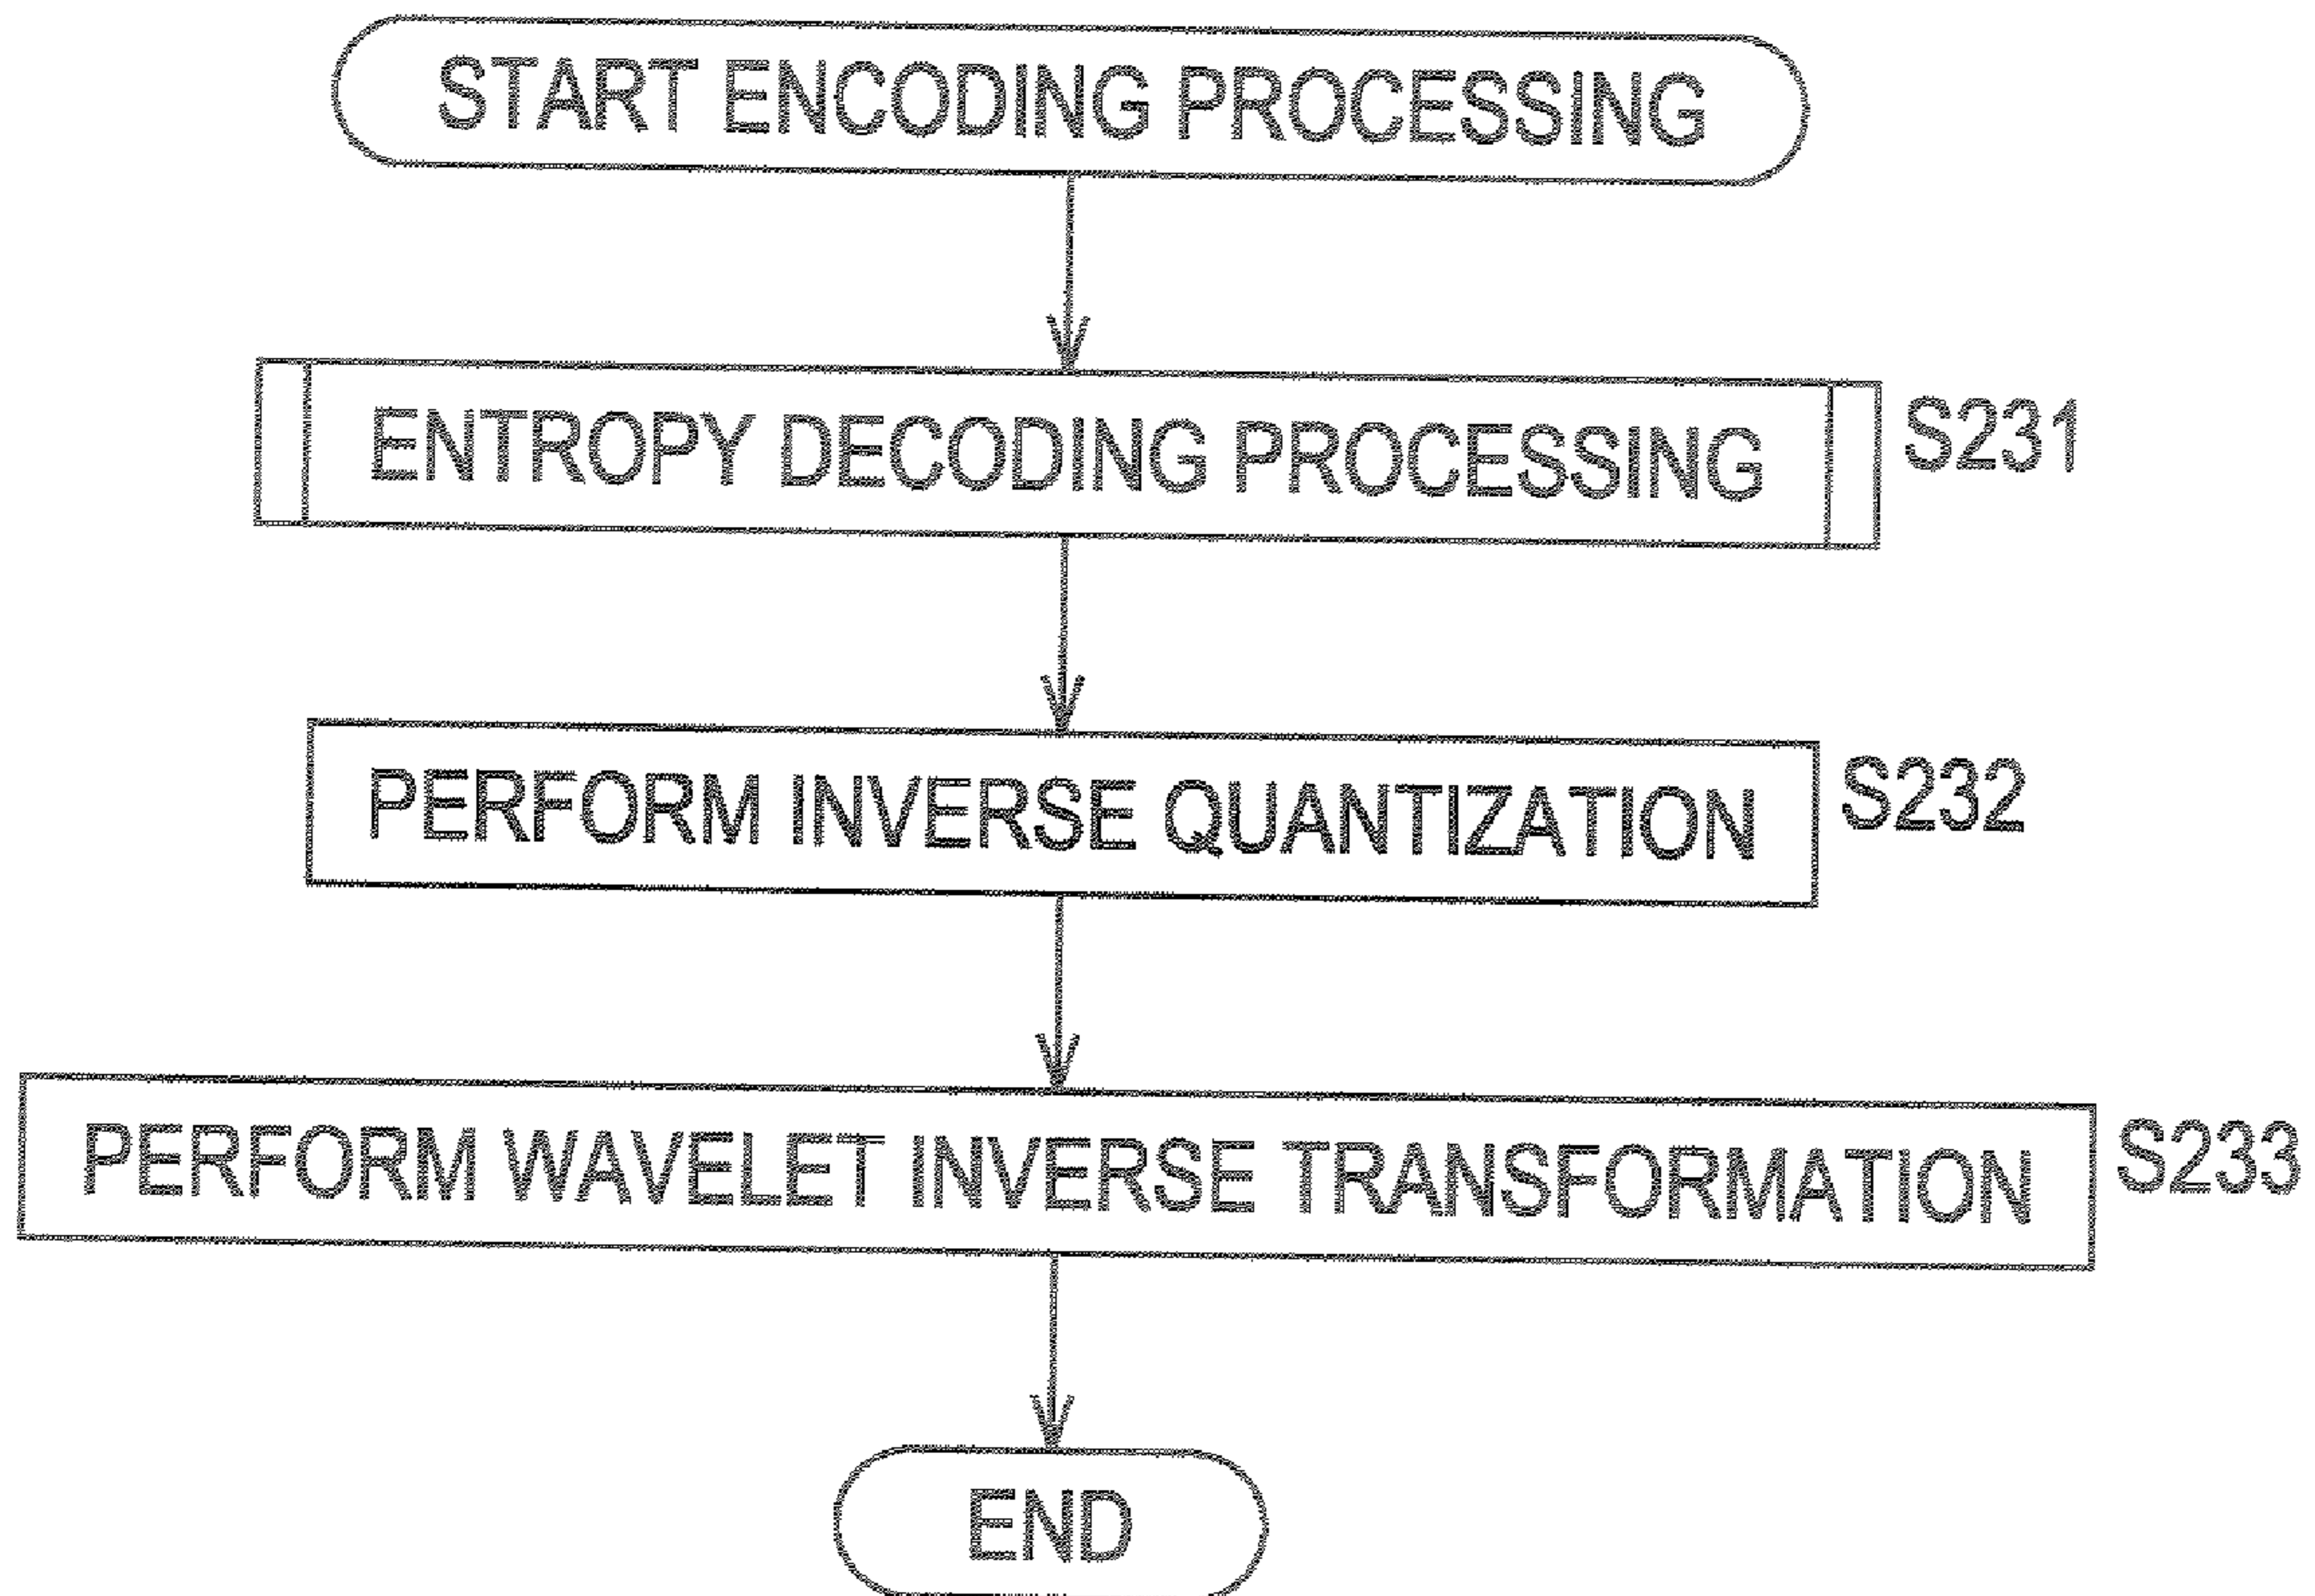 START ENCODING PROCESSING
ENTROPY DECODING PROCESSING
S231
PERFORM INVERSE QUANTIZATION
S232
PERFORM WAVELET INVERSE TRANSFORMATION
S233
END